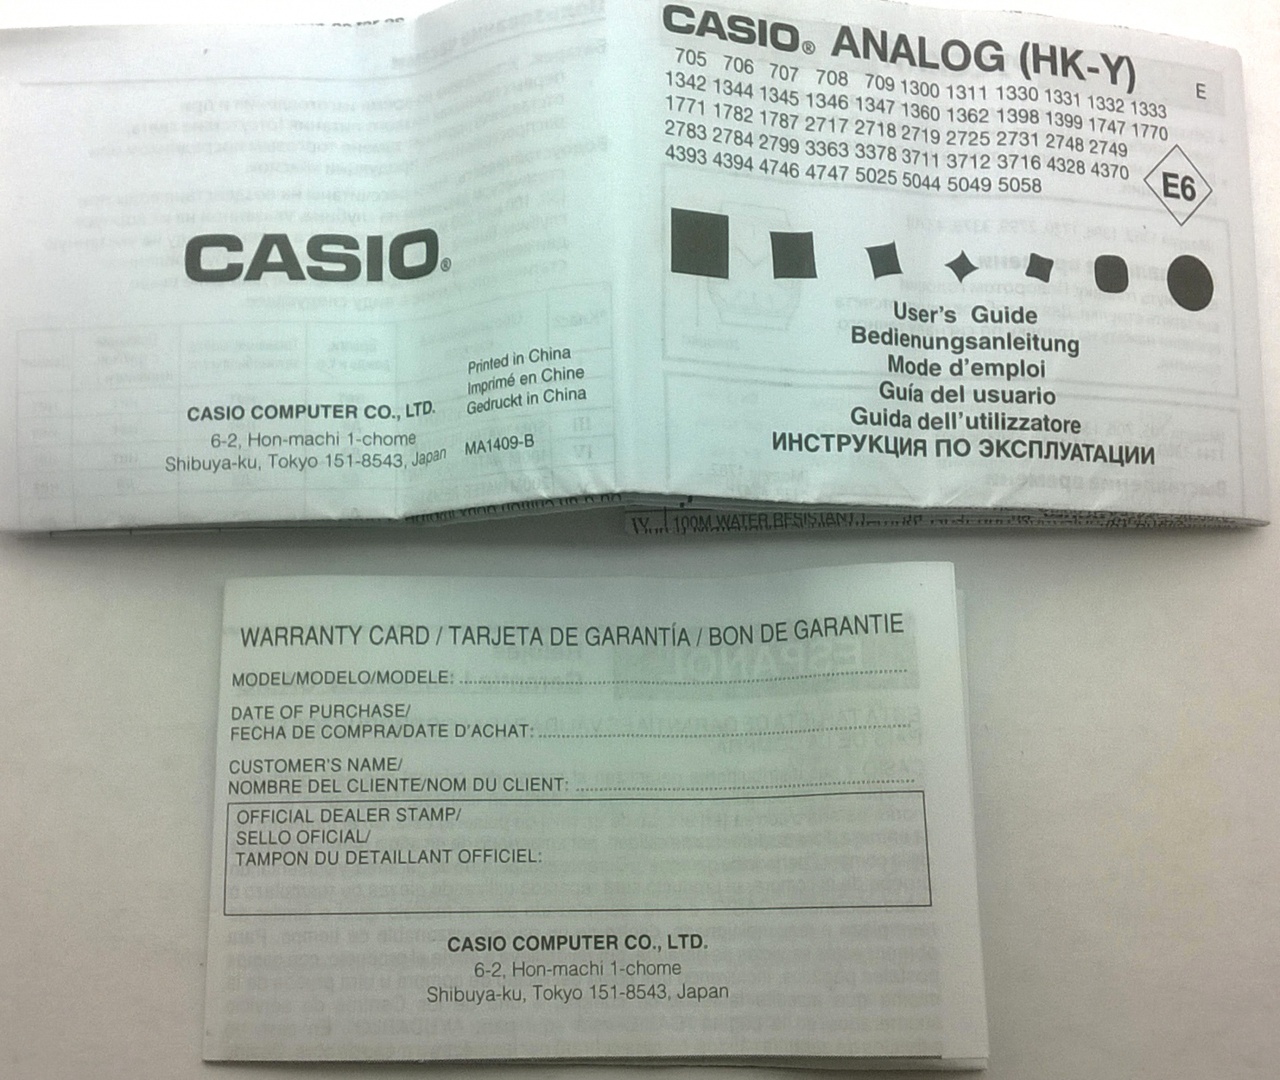 CASIO® ANALOG (HK-Y)
E
705 706 707 708 709 1300 1311 1330 1331 1332 1333
1342 1344 1345 1346 1347 1360 1362 1398 1399 1747 1770
1771 1782 1787 2717 2718 2719 2725 2731 2748 2749
2783 2784 2799 3363 3378 3711 3712 3716 4328 4370
4393 4394 4746 4747 5025 5044 5049 5058
E6
User's Guide
Bedienungsanleitung
Mode d'emploi
Guía del usuario
Guida dell'utilizzatore
ИНСТРУКЦИЯ ПО ЭКСПЛУАТАЦИИ
CASIO®
CASIO COMPUTER CO., LTD.
6-2, Hon-machi 1-chome
Shibuya-ku, Tokyo 151-8543, Japan
Printed in China
Imprimé en Chine
Gedruckt in China
MA1409-B
100M WATER RESISTANT
WARRANTY CARD / TARJETA DE GARANTÍA / BON DE GARANTIE
MODEL/MODELO/MODELE:
DATE OF PURCHASE/
FECHA DE COMPRA/DATE D'ACHAT:
CUSTOMER'S NAME/
NOMBRE DEL CLIENTE/NOM DU CLIENT:
OFFICIAL DEALER STAMP/
SELLO OFICIAL/
TAMPON DU DETAILLANT OFFICIEL:
CASIO COMPUTER CO., LTD.
6-2, Hon-machi 1-chome
Shibuya-ku, Tokyo 151-8543, Japan